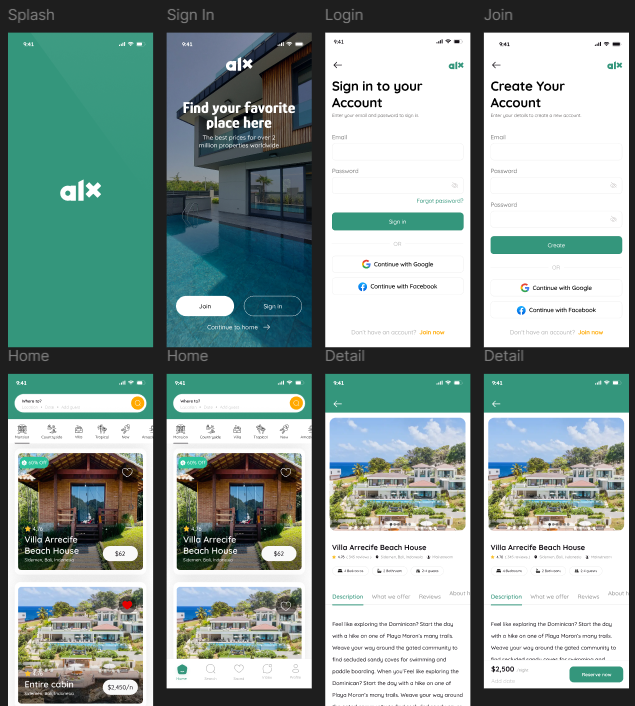 Splash
Sign In
Login
Join
9:41
alx
9:41
alx
Find your favorite
place here
The best prices for over 2
million properties worldwide
Join
Sign in
Continue to home
9:41
alx
Sign in to your
Account
Enter your email and password to sign in
Email
Password
Forgot password?
Sign in
OR
Continue with Google
Continue with Facebook
Don't have an account? Join now
9:41
alx
Create Your
Account
Enter your details to create a new account
Email
Password
Password
Create
OR
Continue with Google
Continue with Facebook
Don't have an account? Join now
Home
Home
Detail
Detail
9:41
Where to?
Location • Date • Add guest
Mansion
Countryside
Villa
Tropical
New
60% Off
4.76
Villa Arrecife
Beach House
Sidemen, Bali, Indonesia
$62
Entire cabin
Sidemen, Bali, Indonesia
$2,450/n
9:41
Where to?
Location • Date • Add guest
Mansion
Countryside
Villa
Tropical
New
60% Off
4.76
Villa Arrecife
Beach House
Sidemen, Bali, Indonesia
$62
Home
Search
Saved
Profile
9:41
Villa Arrecife Beach House
4.76
Sidemen, Bali, Indonesia
4 Bedrooms
2 Bathroom
2-4 guests
Description
What we offer
Reviews
About h
Feel like exploring the Dominican? Start the day
with a hike on one of Playa Moron's many trails.
Weave your way around the gated community to
find secluded sandy coves for swimming and
paddle boarding. When you Feel like exploring the
Dominican? Start the day with a hike on one of
Playa Moron's many trails. Weave your way around
9:41
Villa Arrecife Beach House
4.76
Sidemen, Bali, Indonesia
4 Bedrooms
2 Bathroom
2-4 guests
Description
What we offer
Reviews
About h
Feel like exploring the Dominican? Start the day
with a hike on one of Playa Moron's many trails.
Weave your way around the gated community to
find secluded sandy coves for swimming and
$2,500 /night
Add date
Reserve now